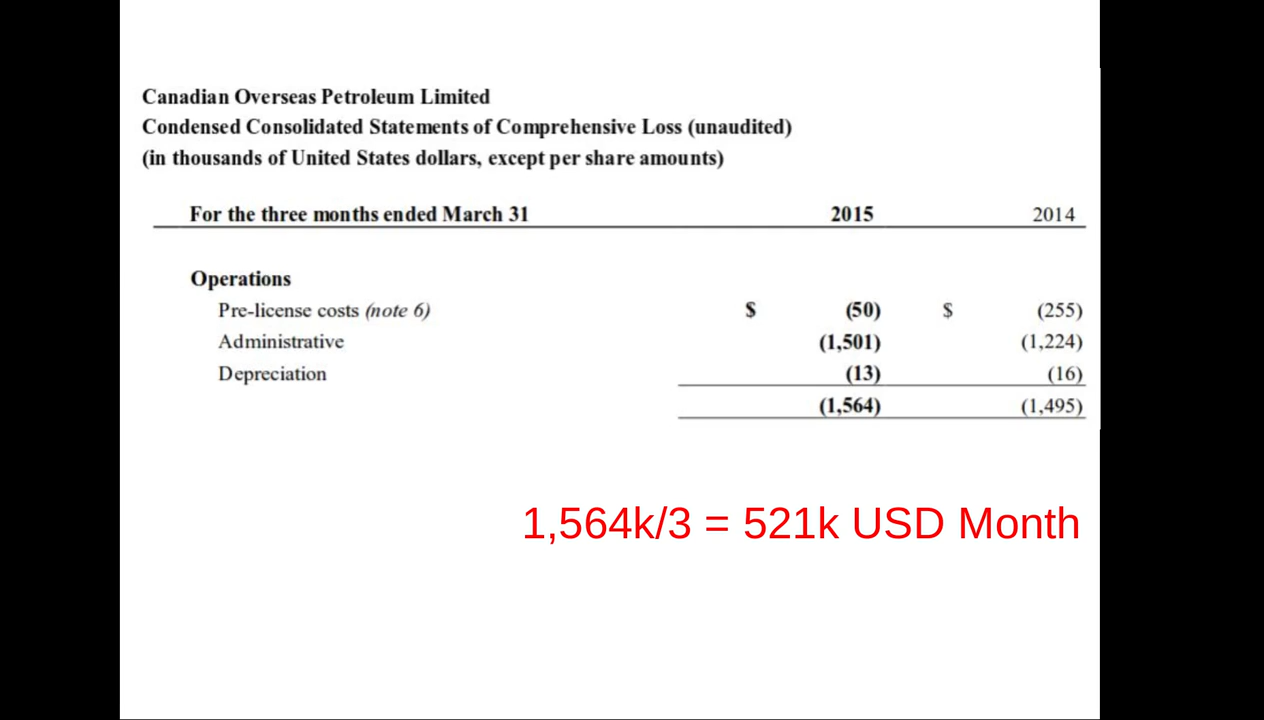 Canadian Overseas Petroleum Limited
Condensed Consolidated Statements of Comprehensive Loss (unaudited)
(in thousands of United States dollars, except per share amounts)
For the three months ended March 31 2015 2014
Operations
Pre-license costs (note 6) $ (50) $ (255)
Administrative (1,501) (1,224)
Depreciation (13) (16)
(1,564) (1,495)
1,564k/3 = 521k USD Month